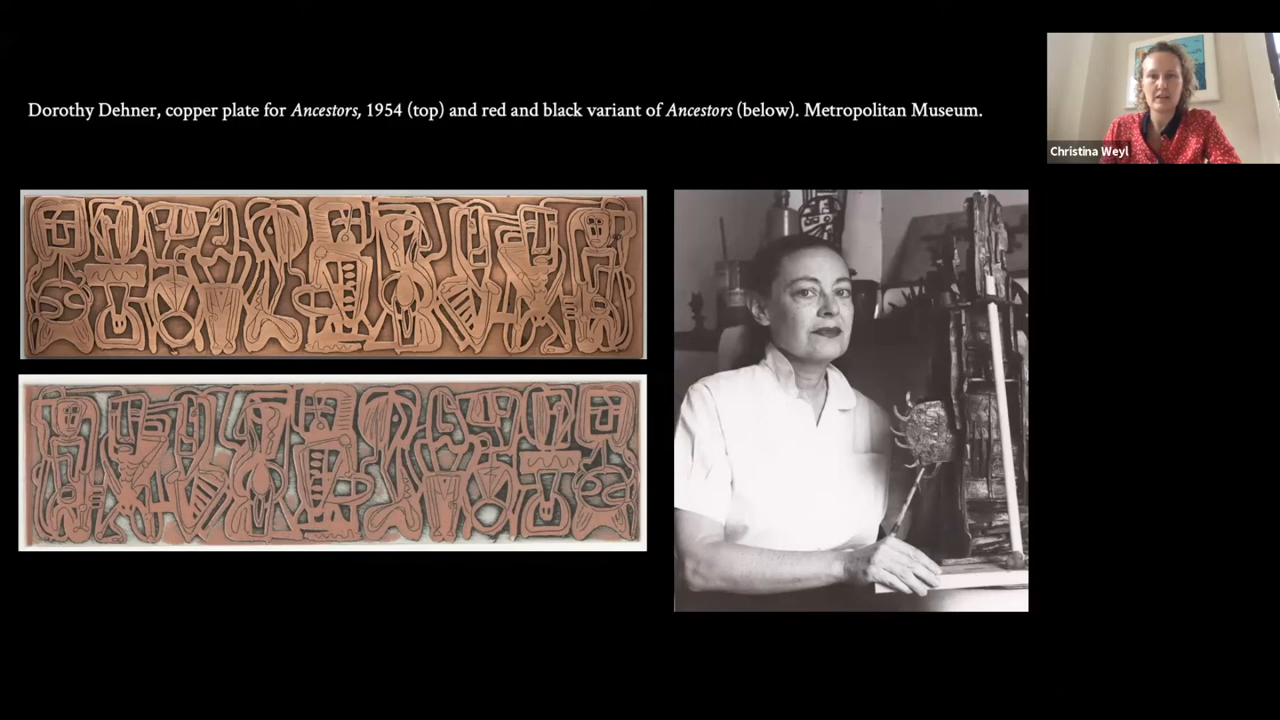 Dorothy Dehner, copper plate for Ancestors, 1954 (top) and red and black variant of Ancestors (below). Metropolitan Museum.
Christina Weyl